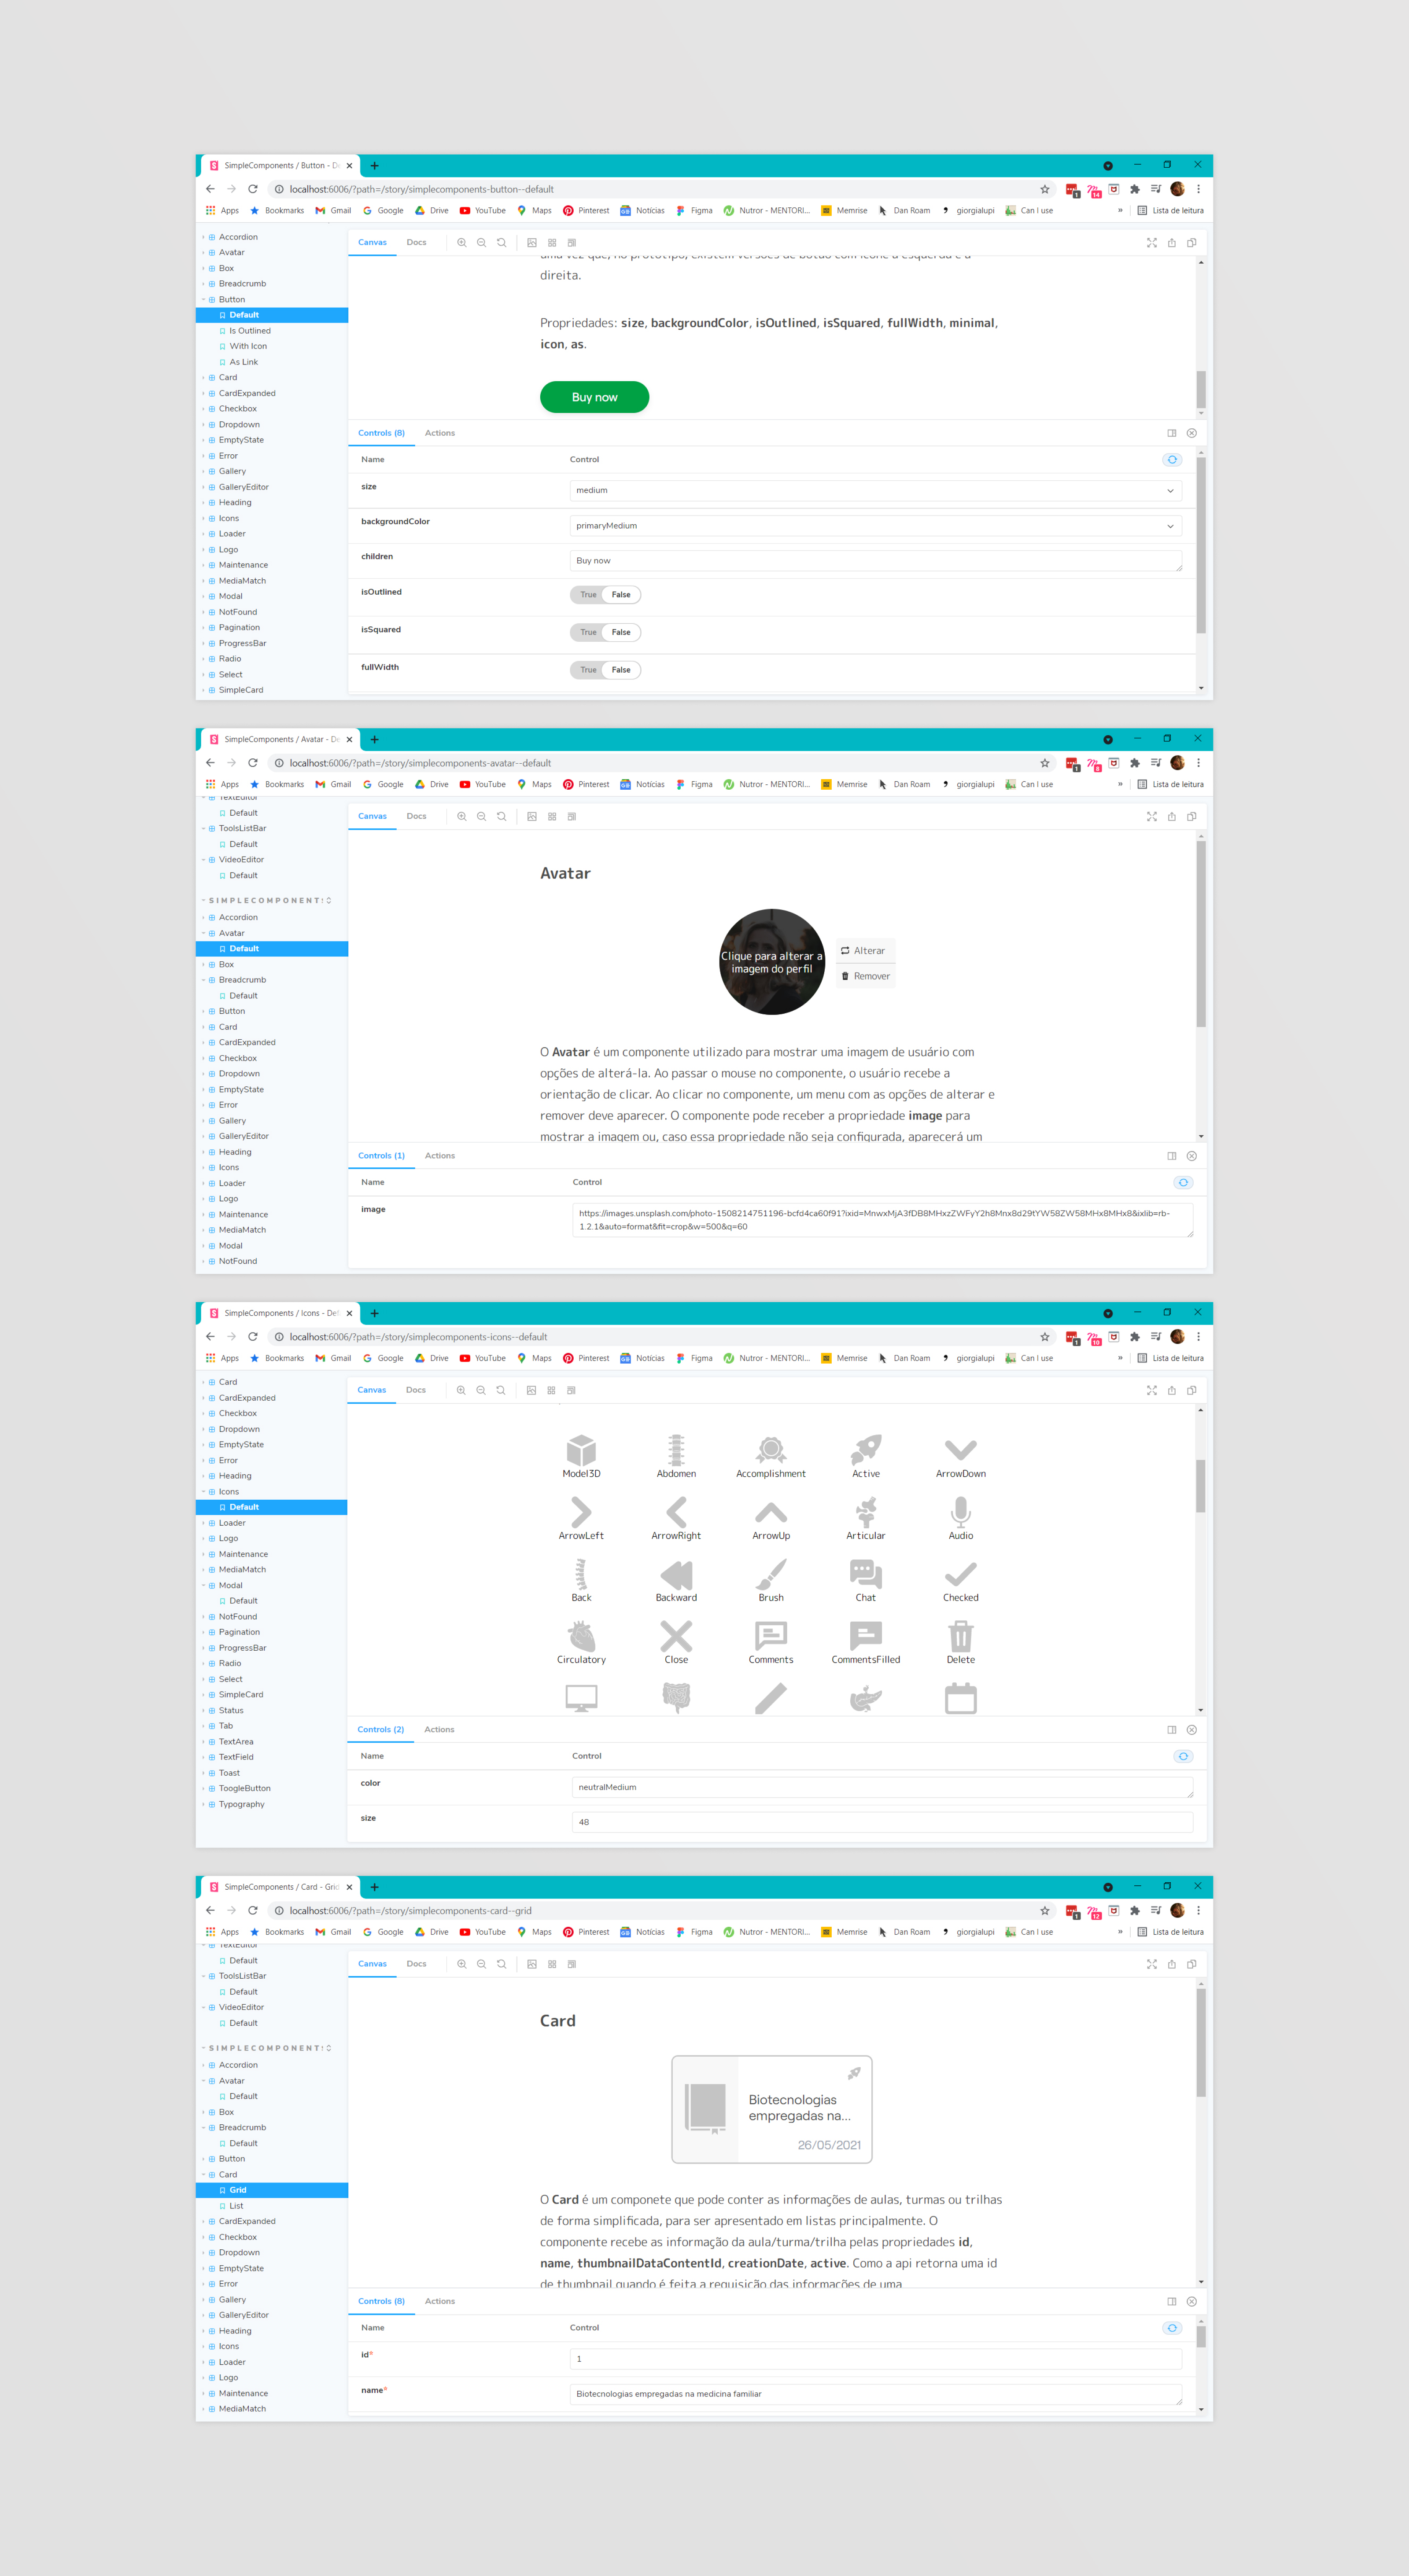 SimpleComponents / Button - De
localhost:6006/?path=/story/simplecomponents-button--default
1
14
Apps Bookmarks Gmail Google Drive YouTube Maps Pinterest Notícias Figma Nutror - MENTORI... Memrise Dan Roam giorgialupi Can I use » Lista de leitura
Accordion
Avatar
Box
Breadcrumb
Button
Default
Is Outlined
With Icon
As Link
Card
CardExpanded
Checkbox
Dropdown
EmptyState
Error
Gallery
GalleryEditor
Heading
Icons
Loader
Logo
Maintenance
MediaMatch
Modal
NotFound
Pagination
ProgressBar
Radio
Select
SimpleCard
Canvas Docs
uma vez que, no protótipo, existem versões de botão com ícone à esquerda e à
direita.
Propriedades: size, backgroundColor, isOutlined, isSquared, fullWidth, minimal,
icon, as.
Buy now
Controls (8) Actions
Name Control
size medium
backgroundColor primaryMedium
children Buy now
isOutlined True False
isSquared True False
fullWidth True False
SimpleComponents / Avatar - De
localhost:6006/?path=/story/simplecomponents-avatar--default
1
Apps Bookmarks Gmail Google Drive YouTube Maps Pinterest Notícias Figma Nutror - MENTORI... Memrise Dan Roam giorgialupi Can I use » Lista de leitura
TextEditor
Default
ToolsListBar
Default
VideoEditor
Default
SIMPLECOMPONENTS
Accordion
Avatar
Default
Box
Breadcrumb
Default
Button
Card
CardExpanded
Checkbox
Dropdown
EmptyState
Error
Gallery
GalleryEditor
Heading
Icons
Loader
Logo
Maintenance
MediaMatch
Modal
NotFound
Canvas Docs
Avatar
Clique para alterar a
imagem do perfil
Alterar
Remover
O Avatar é um componente utilizado para mostrar uma imagem de usuário com
opções de alterá-la. Ao passar o mouse no componente, o usuário recebe a
orientação de clicar. Ao clicar no componente, um menu com as opções de alterar e
remover deve aparecer. O componente pode receber a propriedade image para
mostrar a imagem ou, caso essa propriedade não seja configurada, aparecerá um
Controls (1) Actions
Name Control
image https://images.unsplash.com/photo-1508214751196-bcfd4ca60f91?ixid=MnwxMjA3fDB8MHxzZWFyY2h8Mnx8d29tYW58ZW58MHx8MHx8&ixlib=rb-
1.2.1&auto=format&fit=crop&w=500&q=60
SimpleComponents / Icons - Def
localhost:6006/?path=/story/simplecomponents-icons--default
1
10
Apps Bookmarks Gmail Google Drive YouTube Maps Pinterest Notícias Figma Nutror - MENTORI... Memrise Dan Roam giorgialupi Can I use » Lista de leitura
Card
CardExpanded
Checkbox
Dropdown
EmptyState
Error
Heading
Icons
Default
Loader
Logo
Maintenance
MediaMatch
Modal
Default
NotFound
Pagination
ProgressBar
Radio
Select
SimpleCard
Status
Tab
TextArea
TextField
Toast
ToogleButton
Typography
Canvas Docs
Model3D Abdomen Accomplishment Active ArrowDown
ArrowLeft ArrowRight ArrowUp Articular Audio
Back Backward Brush Chat Checked
Circulatory Close Comments CommentsFilled Delete
Controls (2) Actions
Name Control
color neutralMedium
size 48
SimpleComponents / Card - Grid
localhost:6006/?path=/story/simplecomponents-card--grid
1
12
Apps Bookmarks Gmail Google Drive YouTube Maps Pinterest Notícias Figma Nutror - MENTORI... Memrise Dan Roam giorgialupi Can I use » Lista de leitura
TextEditor
Default
ToolsListBar
Default
VideoEditor
Default
SIMPLECOMPONENTS
Accordion
Avatar
Default
Box
Breadcrumb
Default
Button
Card
Grid
List
CardExpanded
Checkbox
Dropdown
EmptyState
Error
Gallery
GalleryEditor
Heading
Icons
Loader
Logo
Maintenance
MediaMatch
Canvas Docs
Card
Biotecnologias
empregadas na...
26/05/2021
O Card é um componete que pode conter as informações de aulas, turmas ou trilhas
de forma simplificada, para ser apresentado em listas principalmente. O
componente recebe as informação da aula/turma/trilha pelas propriedades id,
name, thumbnailDataContentId, creationDate, active. Como a api retorna uma id
de thumbnail quando é feita a requisição das informações de uma
Controls (8) Actions
Name Control
id* 1
name* Biotecnologias empregadas na medicina familiar